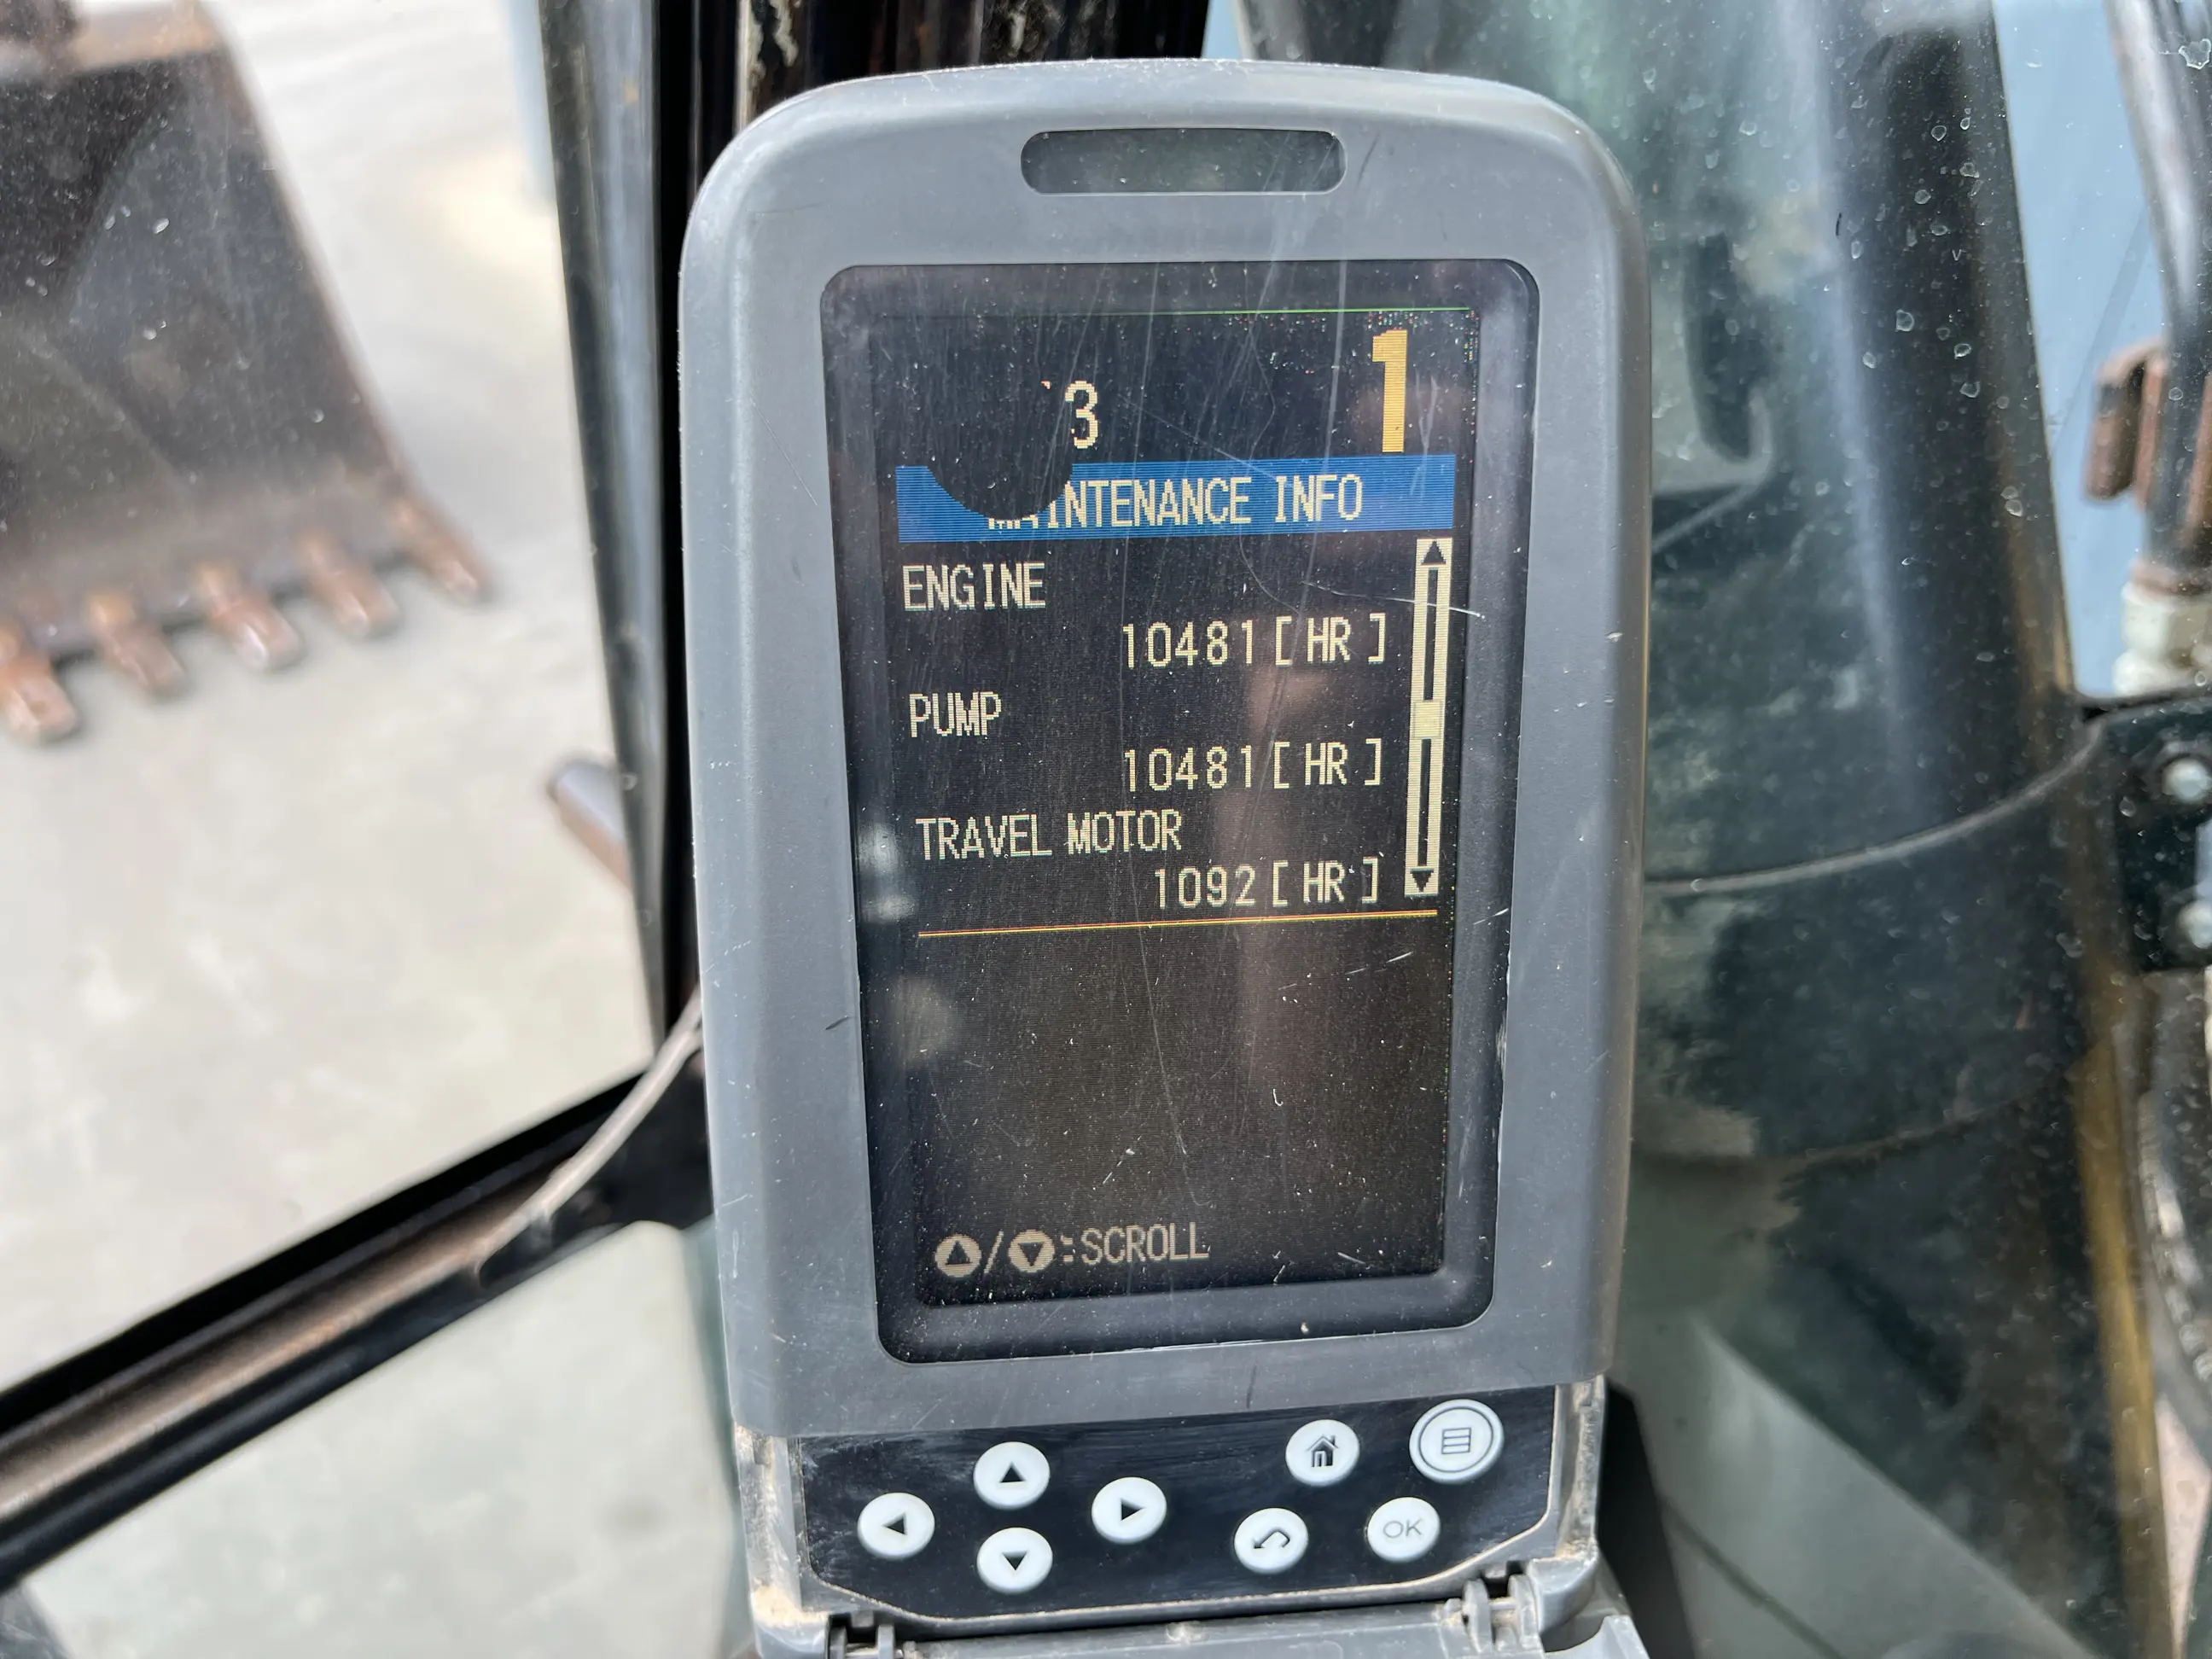 3 1
MAINTENANCE INFO
ENGINE
10481[HR]
PUMP
10481[HR]
TRAVEL MOTOR
1092[HR]
▲/▼:SCROLL
OK